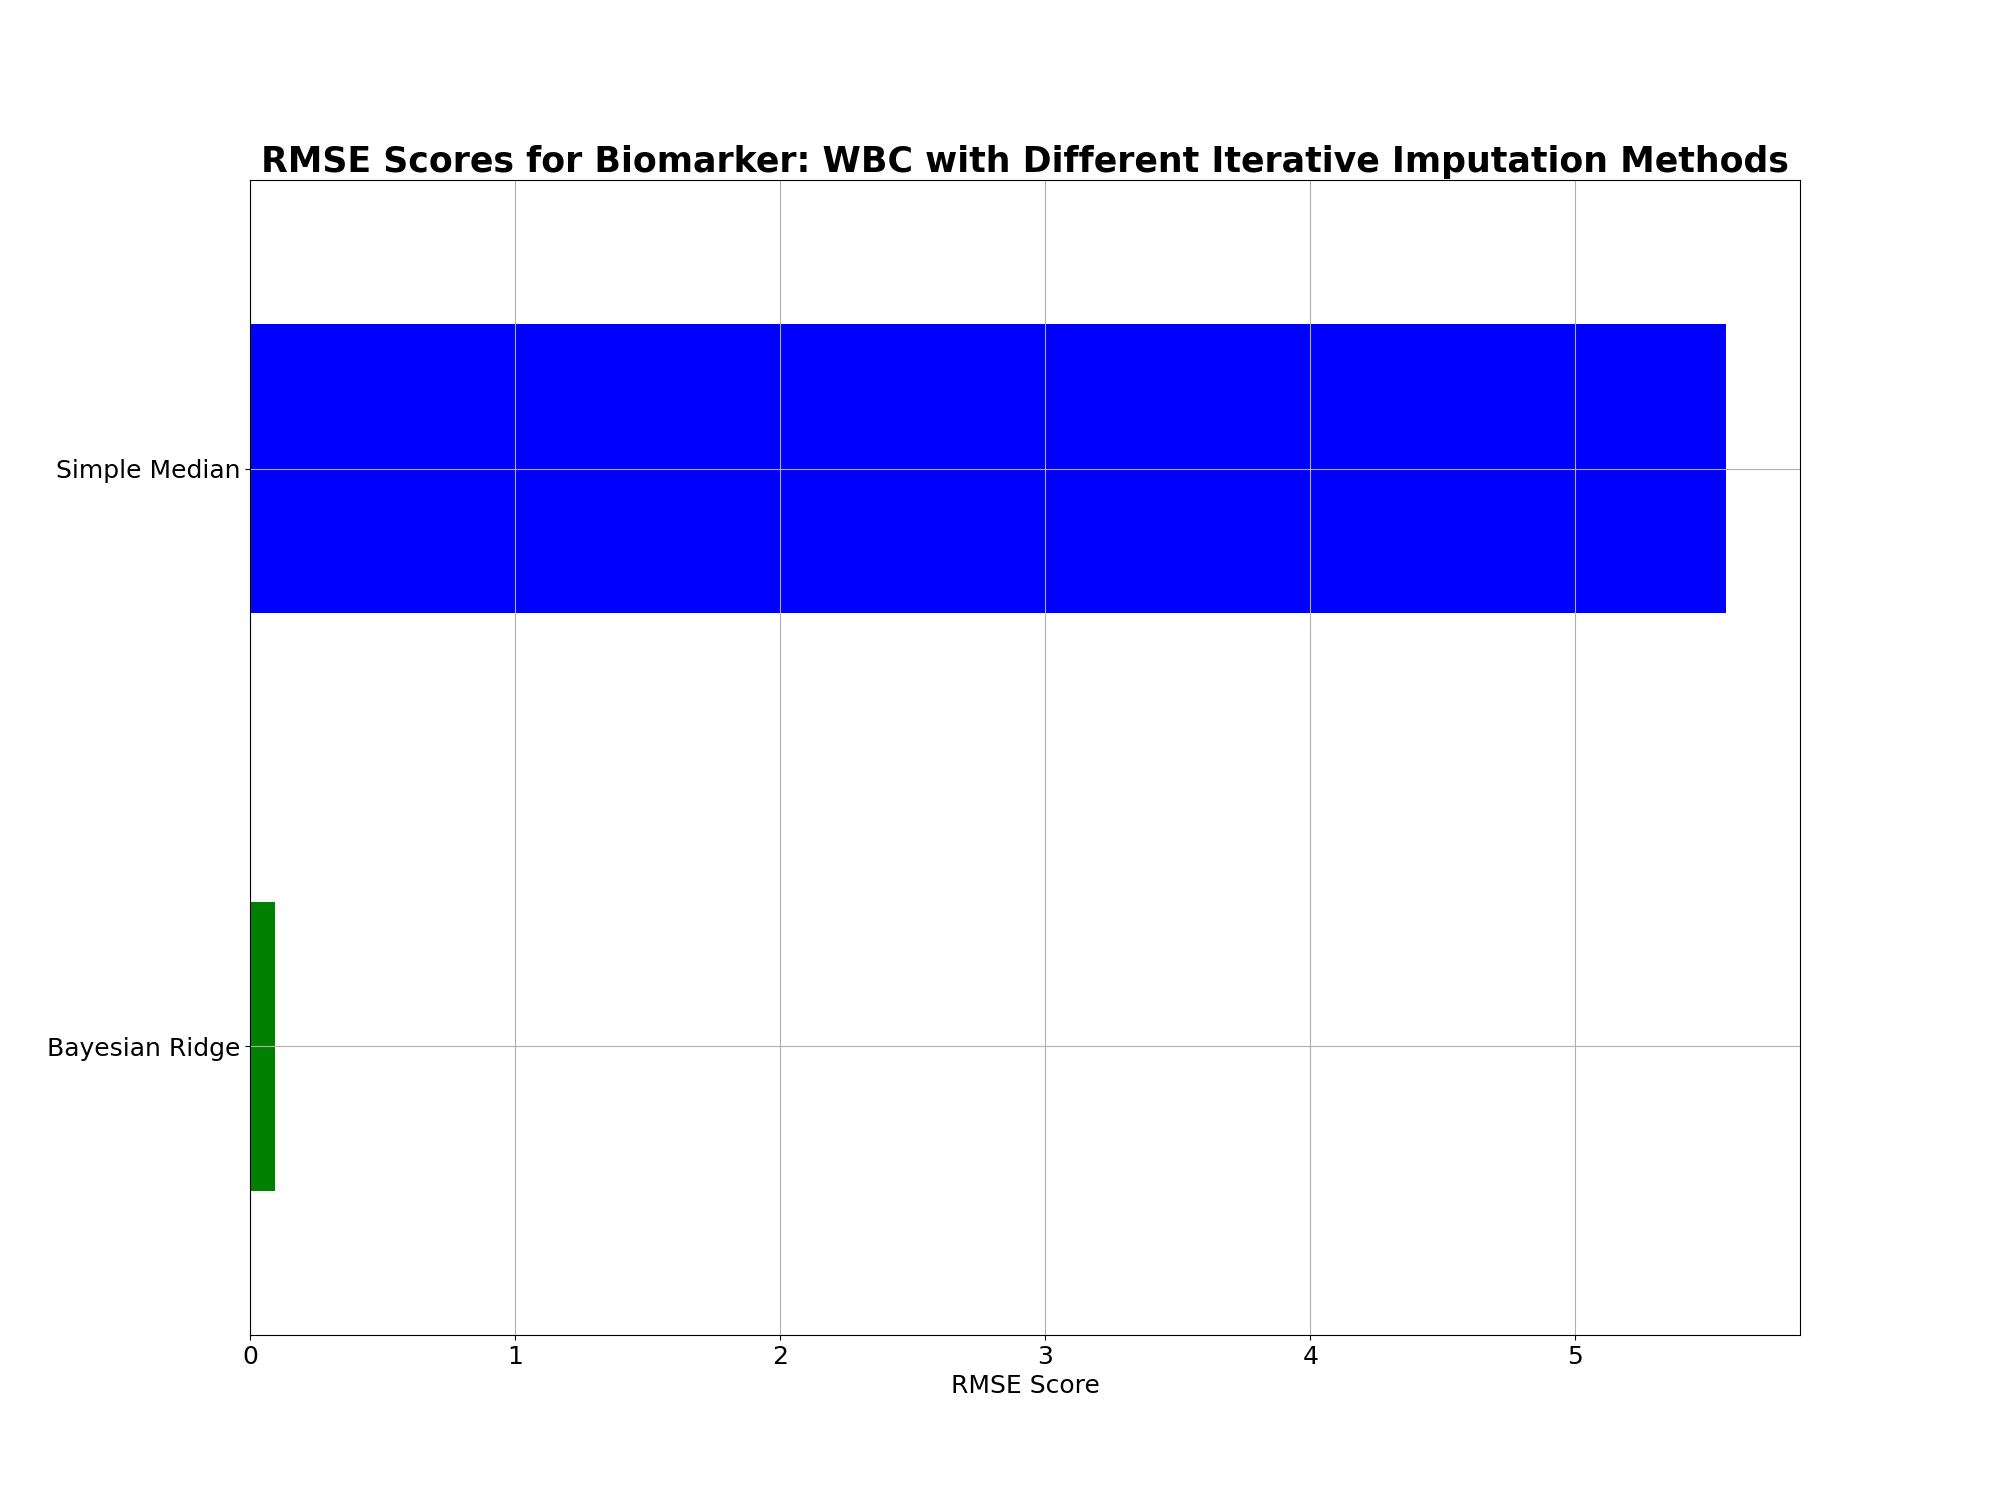 RMSE Scores for Biomarker: WBC with Different Iterative Imputation Methods
Simple Median
Bayesian Ridge
0 1 2 3 4 5
RMSE Score